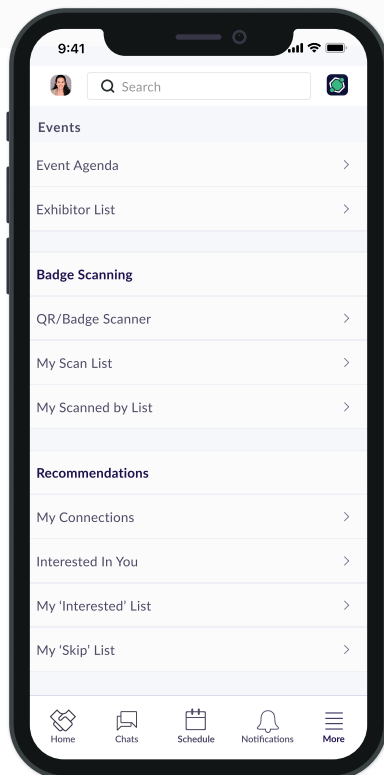 9:41
Search
Events
Event Agenda
Exhibitor List
Badge Scanning
QR/Badge Scanner
My Scan List
My Scanned by List
Recommendations
My Connections
Interested In You
My ‘Interested’ List
My ‘Skip’ List
Home Chats Schedule Notifications More